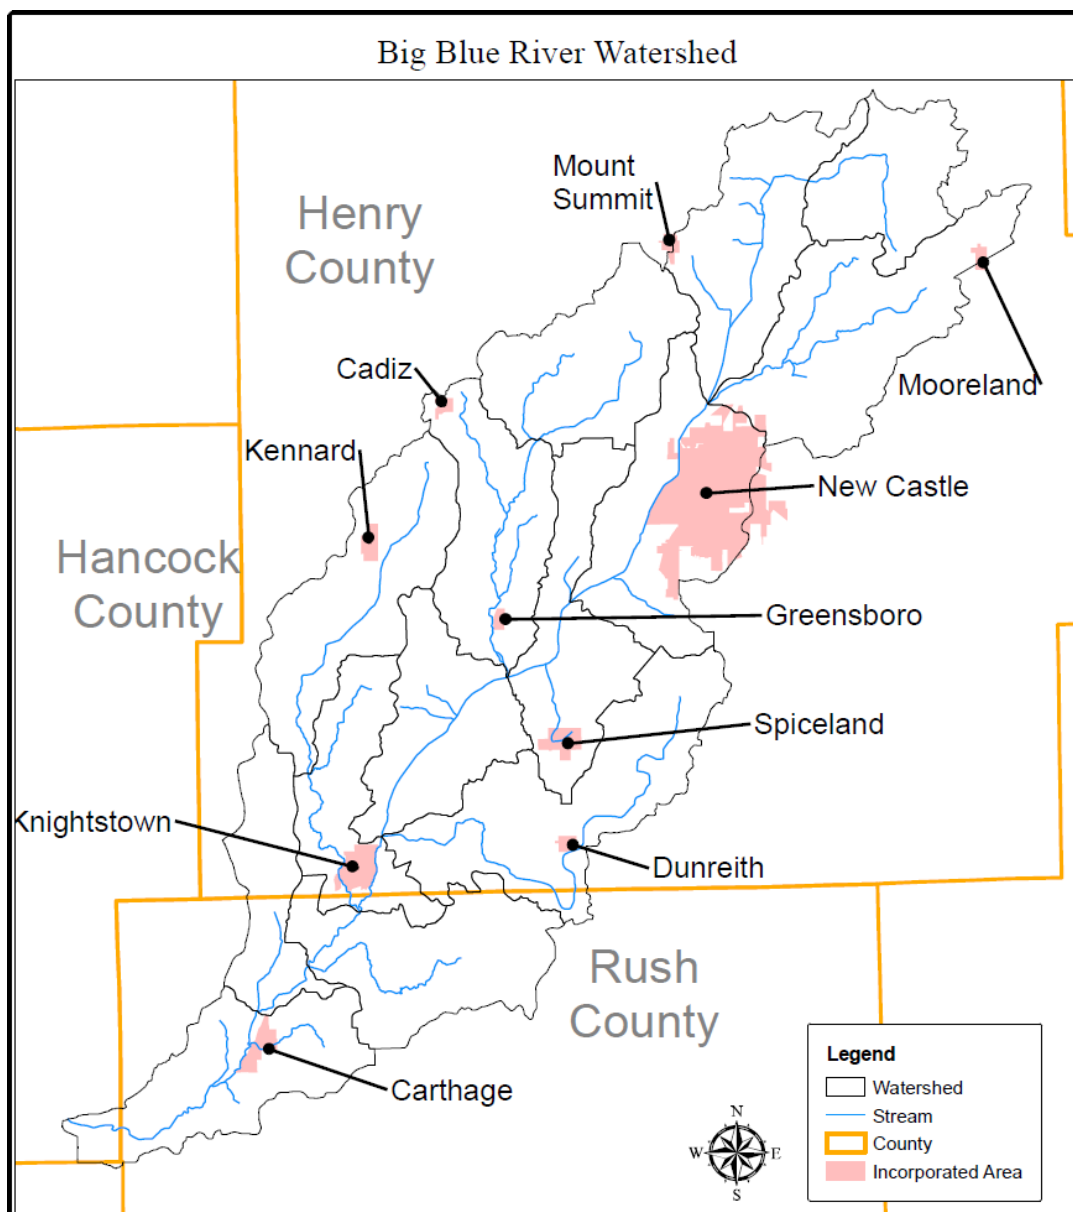 Big Blue River Watershed
Mount
Summit
Henry
County
Mooreland
Cadiz
Kennard
New Castle
Hancock
County
Greensboro
Spiceland
Knightstown
Dunreith
Rush
County
Carthage
Legend
Watershed
Stream
County
Incorporated Area
N
W
E
S